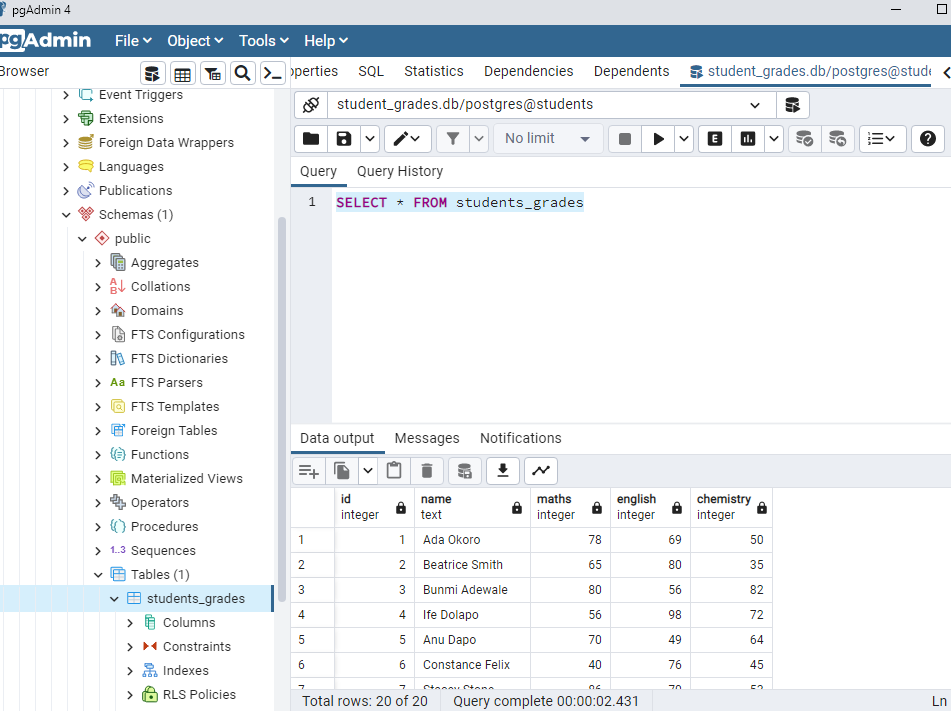 pgAdmin 4
pgAdmin File Object Tools Help
Browser
perties SQL Statistics Dependencies Dependents student_grades.db/postgres@stude
Event Triggers
Extensions
Foreign Data Wrappers
Languages
Publications
Schemas (1)
public
Aggregates
Collations
Domains
FTS Configurations
FTS Dictionaries
Aa FTS Parsers
FTS Templates
Foreign Tables
Functions
Materialized Views
Operators
Procedures
1..3 Sequences
Tables (1)
students_grades
Columns
Constraints
Indexes
RLS Policies
student_grades.db/postgres@students
No limit
E
Query Query History
1 SELECT * FROM students_grades
Data output Messages Notifications
id name maths english chemistry
integer text integer integer integer
1 1 Ada Okoro 78 69 50
2 2 Beatrice Smith 65 80 35
3 3 Bunmi Adewale 80 56 82
4 4 Ife Dolapo 56 98 72
5 5 Anu Dapo 70 49 64
6 6 Constance Felix 40 76 45
Total rows: 20 of 20 Query complete 00:00:02.431 Ln